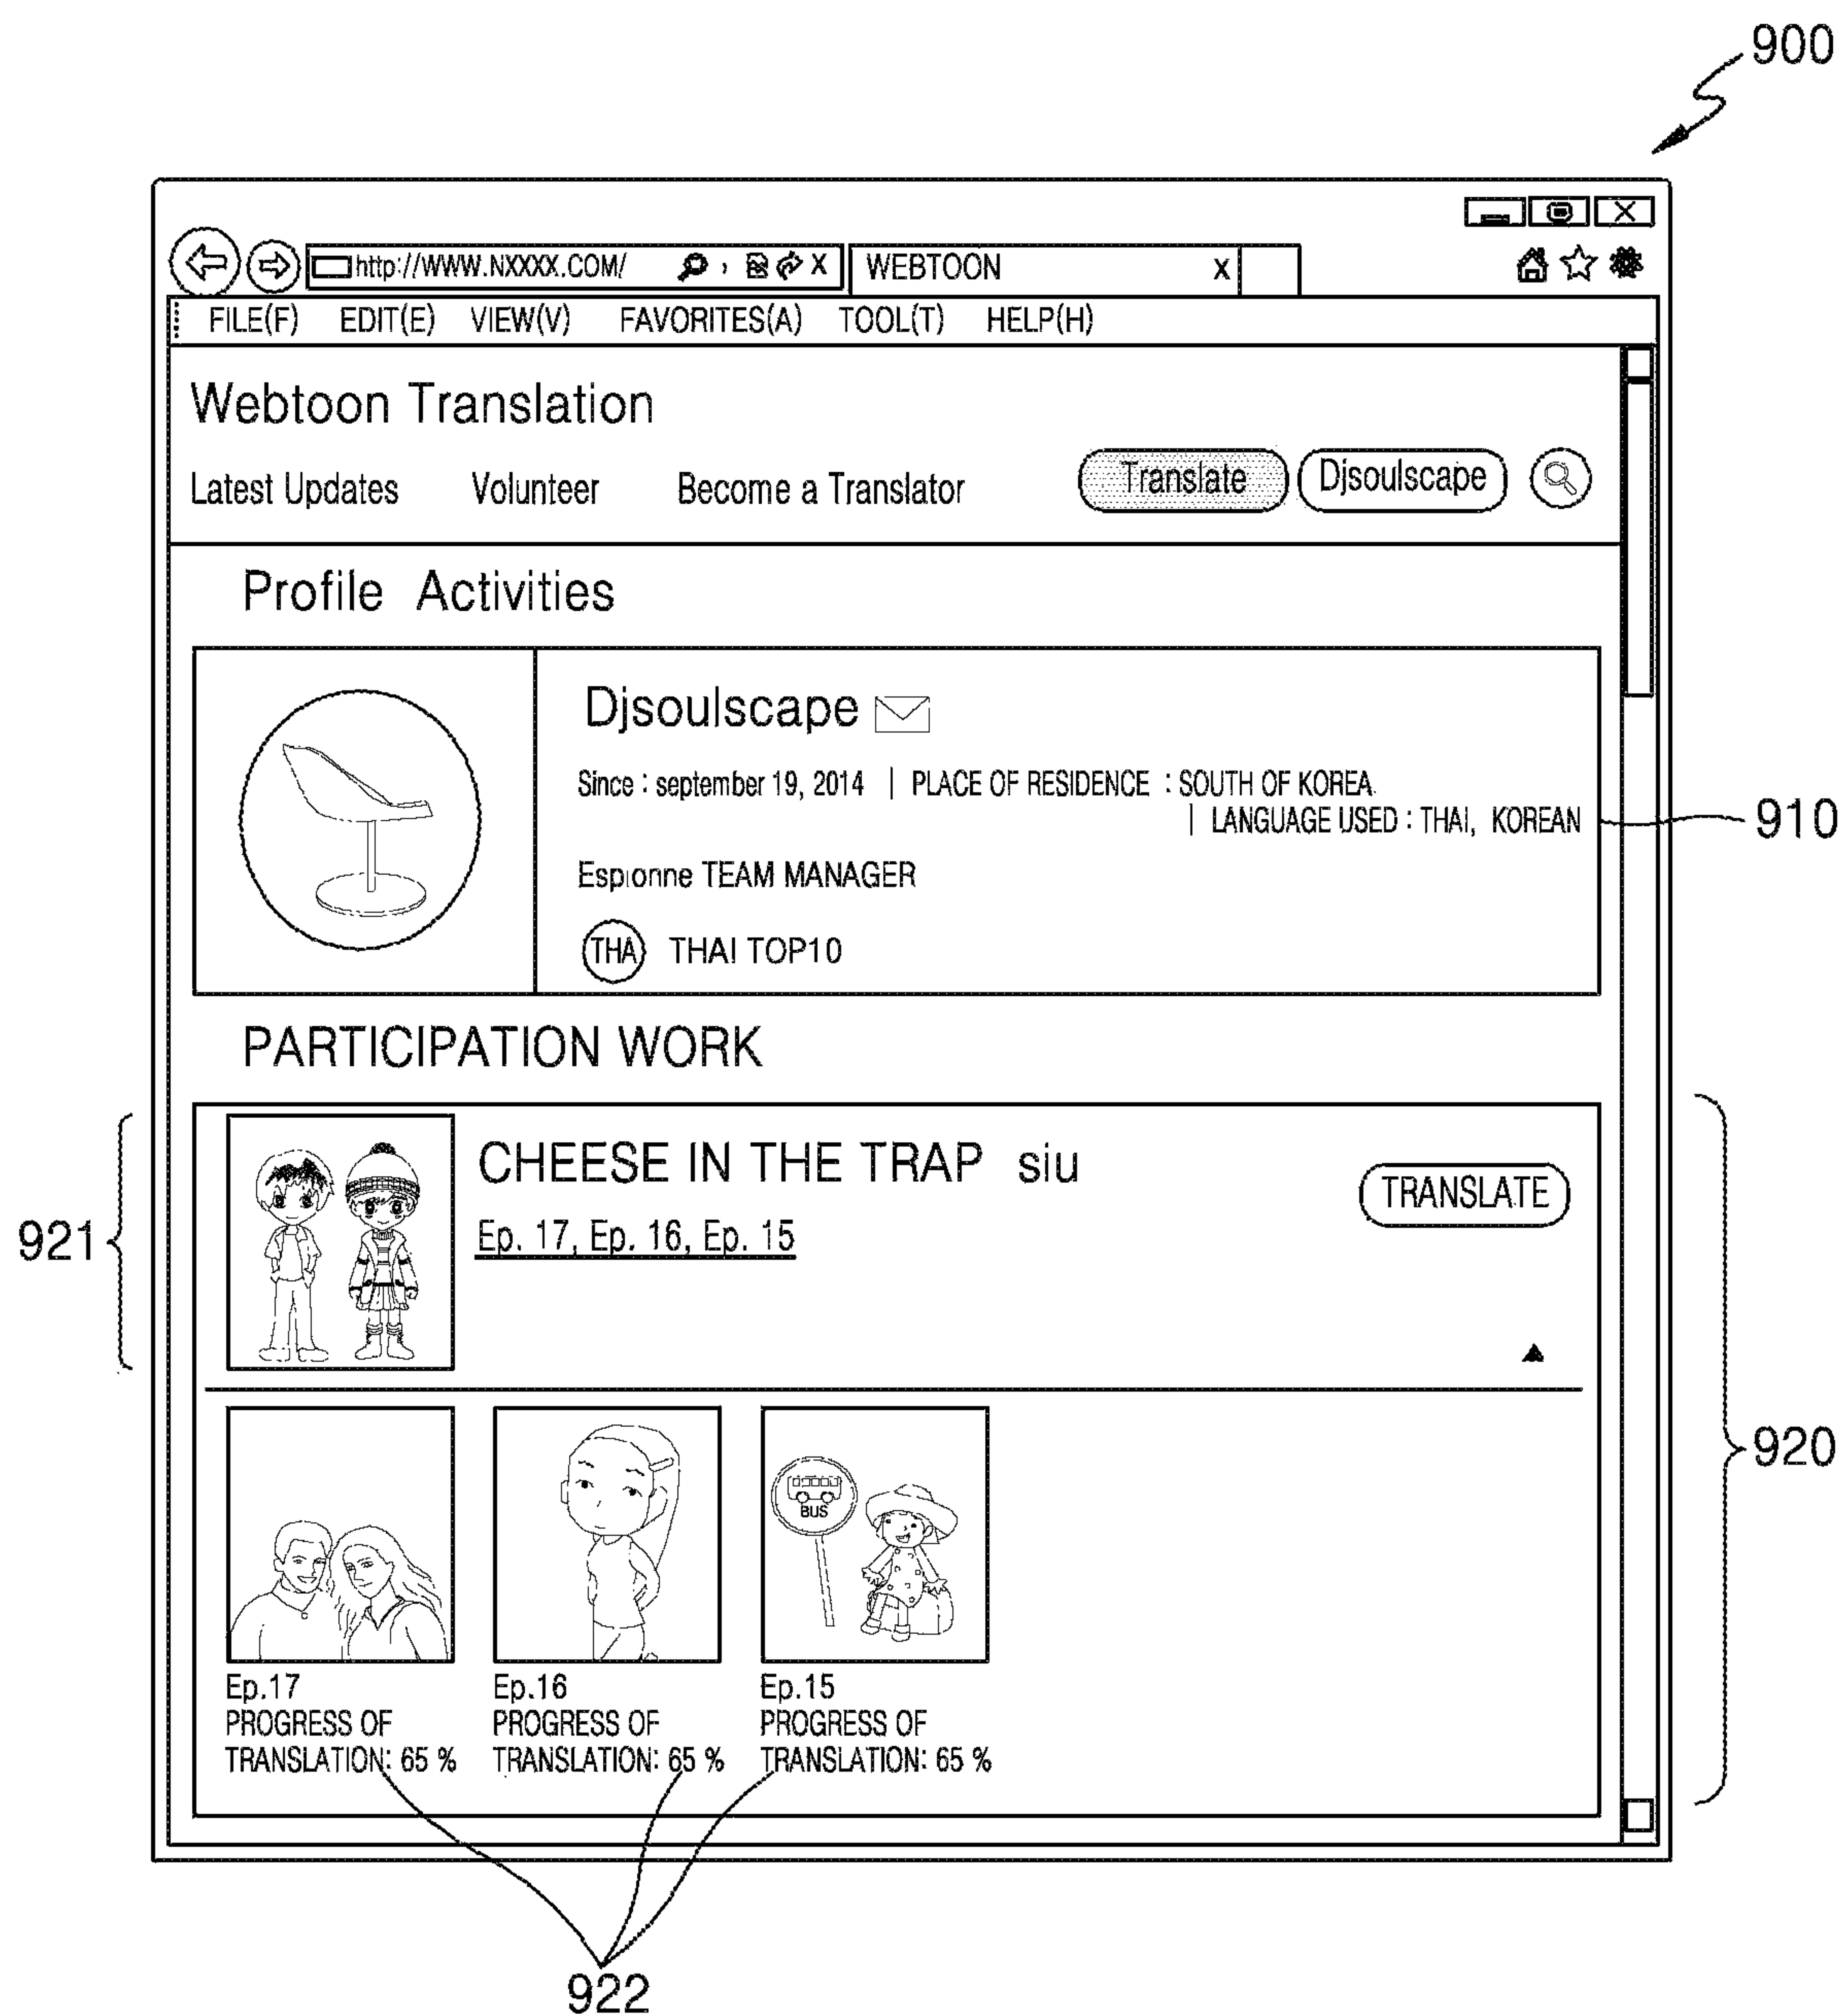 900
http://WWW.NXXXX.COM/ X WEBTOON X
FILE(F) EDIT(E) VIEW(V) FAVORITES(A) TOOL(T) HELP(H)
Webtoon Translation
Latest Updates Volunteer Become a Translator Translate Djsoulscape
Profile Activities
Djsoulscape
Since : september 19, 2014 | PLACE OF RESIDENCE : SOUTH OF KOREA
| LANGUAGE USED : THAI, KOREAN
910
Espionne TEAM MANAGER
THA THAI TOP10
PARTICIPATION WORK
CHEESE IN THE TRAP siu
TRANSLATE
Ep. 17, Ep. 16, Ep. 15
921
920
BUS
Ep.17
PROGRESS OF
TRANSLATION: 65 %
Ep.16
PROGRESS OF
TRANSLATION: 65 %
Ep.15
PROGRESS OF
TRANSLATION: 65 %
922